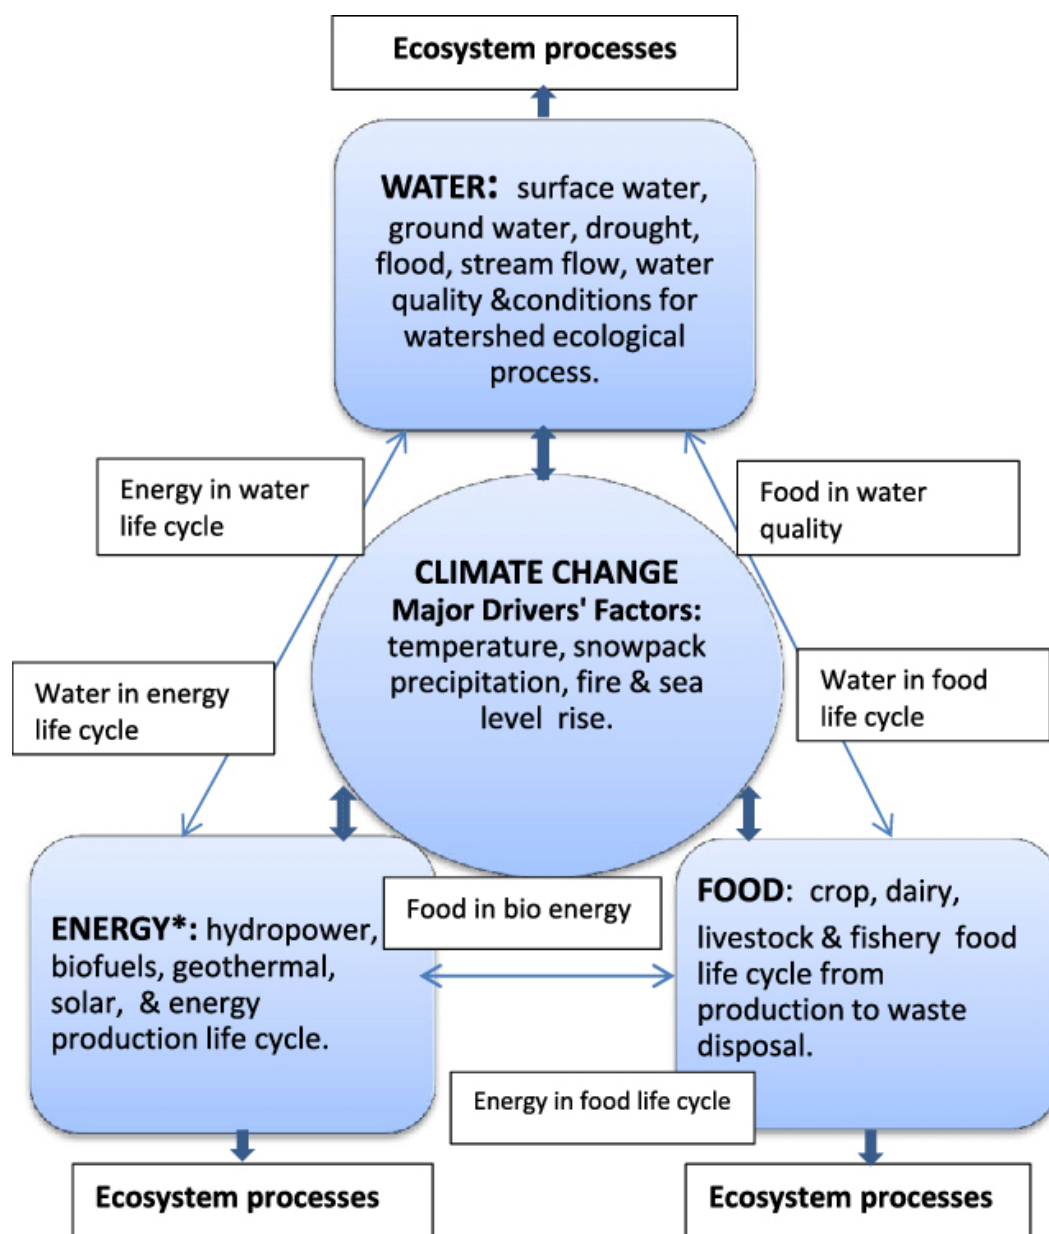 Ecosystem processes
WATER: surface water,
ground water, drought,
flood, stream flow, water
quality &conditions for
watershed ecological
process.
Energy in water
life cycle
Food in water
quality
CLIMATE CHANGE
Major Drivers' Factors:
temperature, snowpack
precipitation, fire & sea
level rise.
Water in energy
life cycle
Water in food
life cycle
Food in bio energy
ENERGY*: hydropower,
biofuels, geothermal,
solar, & energy
production life cycle.
FOOD: crop, dairy,
livestock & fishery food
life cycle from
production to waste
disposal.
Energy in food life cycle
Ecosystem processes
Ecosystem processes